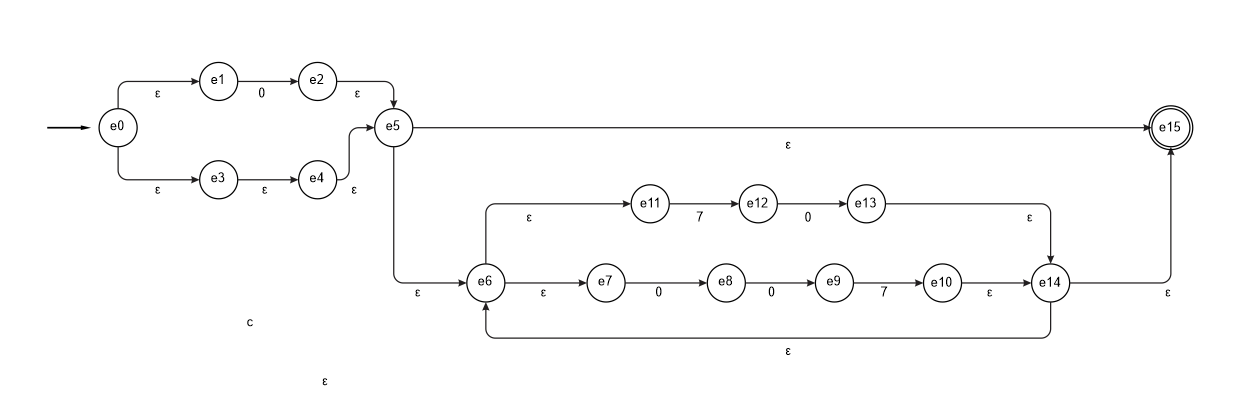 e1 e2
ε 0 ε
e0 e5 e15
ε
e3 e4
ε ε ε
e11 e12 e13
ε 7 0 ε
e6 e7 e8 e9 e10 e14
ε ε 0 0 7 ε ε
c
ε
ε